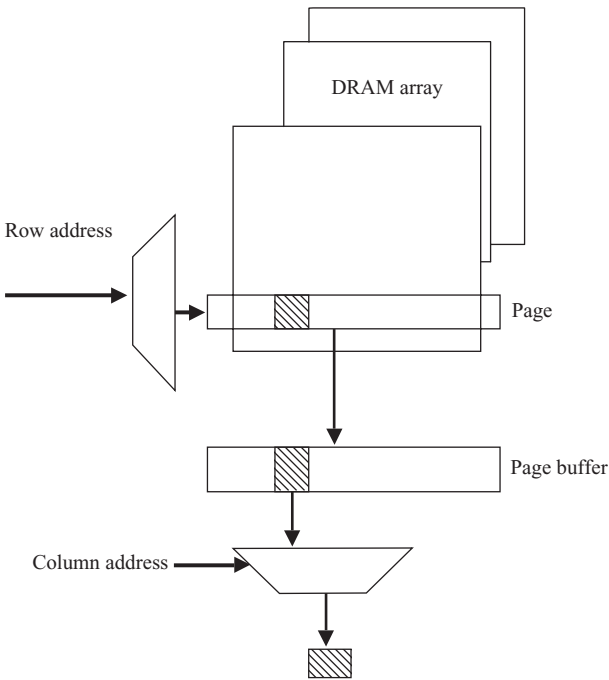 DRAM array
Row address
Page
Page buffer
Column address